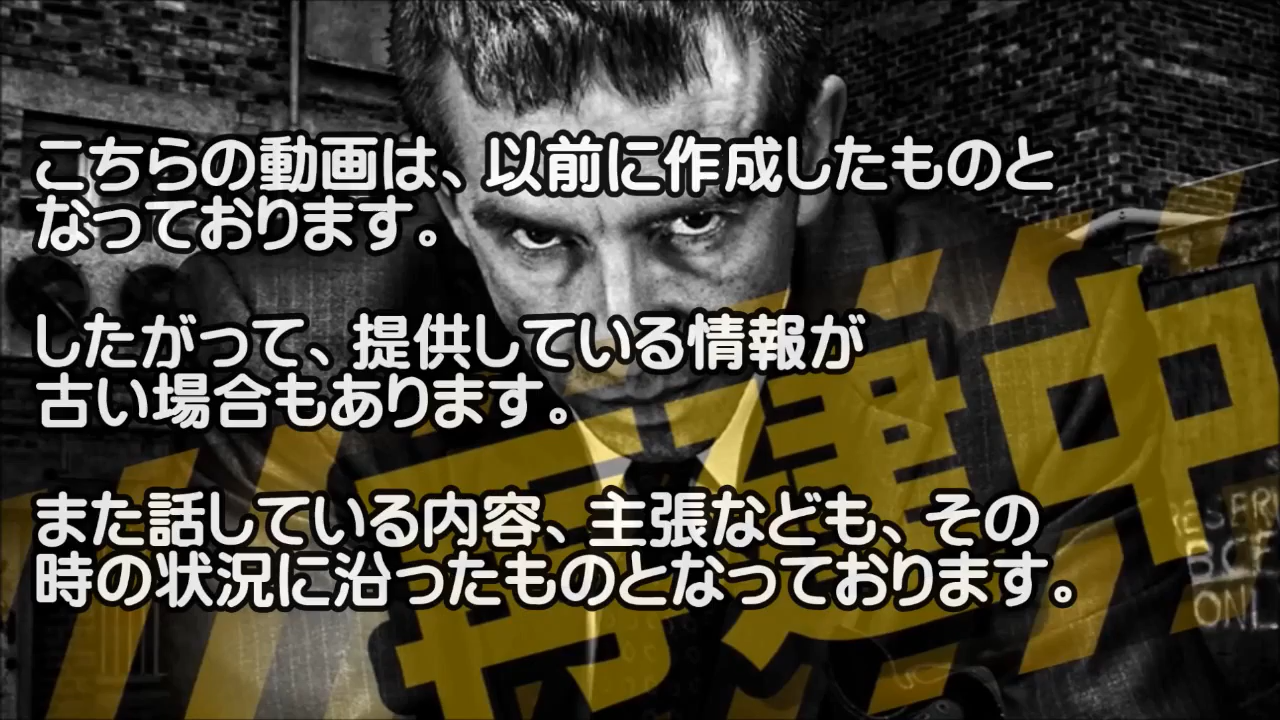 こちらの動画は、以前に作成したものと
なっております。
したがって、提供している情報が
古い場合もあります。
また話している内容、主張なども、その
時の状況に沿ったものとなっております。
再建中
ONL